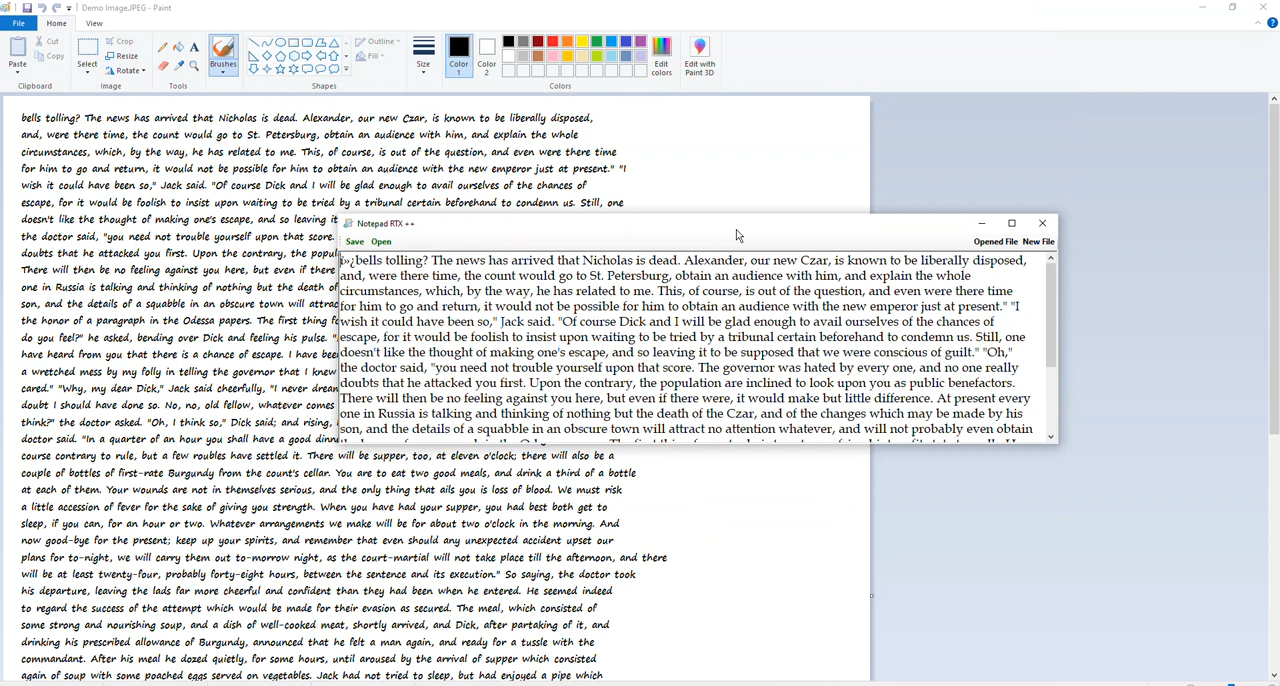 Demo Image.JPEG - Paint
File Home View
Paste
Cut
Copy
Clipboard
Select
Crop
Resize
Rotate
Image
Tools
Brushes
Shapes
Outline
Fill
Size
Color 1
Color 2
Edit colors
Colors
Edit with Paint 3D
bells tolling? The news has arrived that Nicholas is dead. Alexander, our new Czar, is known to be liberally disposed,
and, were there time, the count would go to St. Petersburg, obtain an audience with him, and explain the whole
circumstances, which, by the way, he has related to me. This, of course, is out of the question, and even were there time
for him to go and return, it would not be possible for him to obtain an audience with the new emperor just at present." "I
wish it could have been so," Jack said. "Of course Dick and I will be glad enough to avail ourselves of the chances of
escape, for it would be foolish to insist upon waiting to be tried by a tribunal certain beforehand to condemn us. Still, one
doesn't like the thought of making one's escape, and so leaving it
the doctor said, "you need not trouble yourself upon that score.
doubts that he attacked you first. Upon the contrary, the popul
There will then be no feeling against you here, but even if there
one in Russia is talking and thinking of nothing but the death of
son, and the details of a squabble in an obscure town will attrac
the honor of a paragraph in the Odessa papers. The first thing fo
do you feel?" he asked, bending over Dick and feeling his pulse. "
have heard from you that there is a chance of escape. I have bee
a wretched mess by my folly in telling the governor that I knew
cared." "Why, my dear Dick," Jack said cheerfully, "I never drean
doubt I should have done so. No, no, old fellow, whatever comes
think?" the doctor asked. "Oh, I think so," Dick said; and rising,
doctor said. "In a quarter of an hour you shall have a good dinne
course contrary to rule, but a few roubles have settled it. There will be supper, too, at eleven o'clock; there will also be a
couple of bottles of first-rate Burgundy from the count's cellar. You are to eat two good meals, and drink a third of a bottle
at each of them. Your wounds are not in themselves serious, and the only thing that ails you is loss of blood. We must risk
a little accession of fever for the sake of giving you strength. When you have had your supper, you had best both get to
sleep, if you can, for an hour or two. Whatever arrangements we make will be for about two o'clock in the morning. And
now good-bye for the present; keep up your spirits, and remember that even should any unexpected accident upset our
plans for to-night, we will carry them out to-morrow night, as the court-martial will not take place till the afternoon, and there
will be at least twenty-four, probably forty-eight hours, between the sentence and its execution." So saying, the doctor took
his departure, leaving the lads far more cheerful and confident than they had been when he entered. He seemed indeed
to regard the success of the attempt which would be made for their evasion as secured. The meal, which consisted of
some strong and nourishing soup, and a dish of well-cooked meat, shortly arrived, and Dick, after partaking of it, and
drinking his prescribed allowance of Burgundy, announced that he felt a man again, and ready for a tussle with the
commandant. After his meal he dozed quietly, for some hours, until aroused by the arrival of supper which consisted
again of soup with some poached eggs served on vegetables. Jack had not tried to sleep, but had enjoyed a pipe which
Notepad RTX ++
Save Open Opened File New File
ï»¿bells tolling? The news has arrived that Nicholas is dead. Alexander, our new Czar, is known to be liberally disposed,
and, were there time, the count would go to St. Petersburg, obtain an audience with him, and explain the whole
circumstances, which, by the way, he has related to me. This, of course, is out of the question, and even were there time
for him to go and return, it would not be possible for him to obtain an audience with the new emperor just at present." "I
wish it could have been so," Jack said. "Of course Dick and I will be glad enough to avail ourselves of the chances of
escape, for it would be foolish to insist upon waiting to be tried by a tribunal certain beforehand to condemn us. Still, one
doesn't like the thought of making one's escape, and so leaving it to be supposed that we were conscious of guilt." "Oh,"
the doctor said, "you need not trouble yourself upon that score. The governor was hated by every one, and no one really
doubts that he attacked you first. Upon the contrary, the population are inclined to look upon you as public benefactors.
There will then be no feeling against you here, but even if there were, it would make but little difference. At present every
one in Russia is talking and thinking of nothing but the death of the Czar, and of the changes which may be made by his
son, and the details of a squabble in an obscure town will attract no attention whatever, and will not probably even obtain